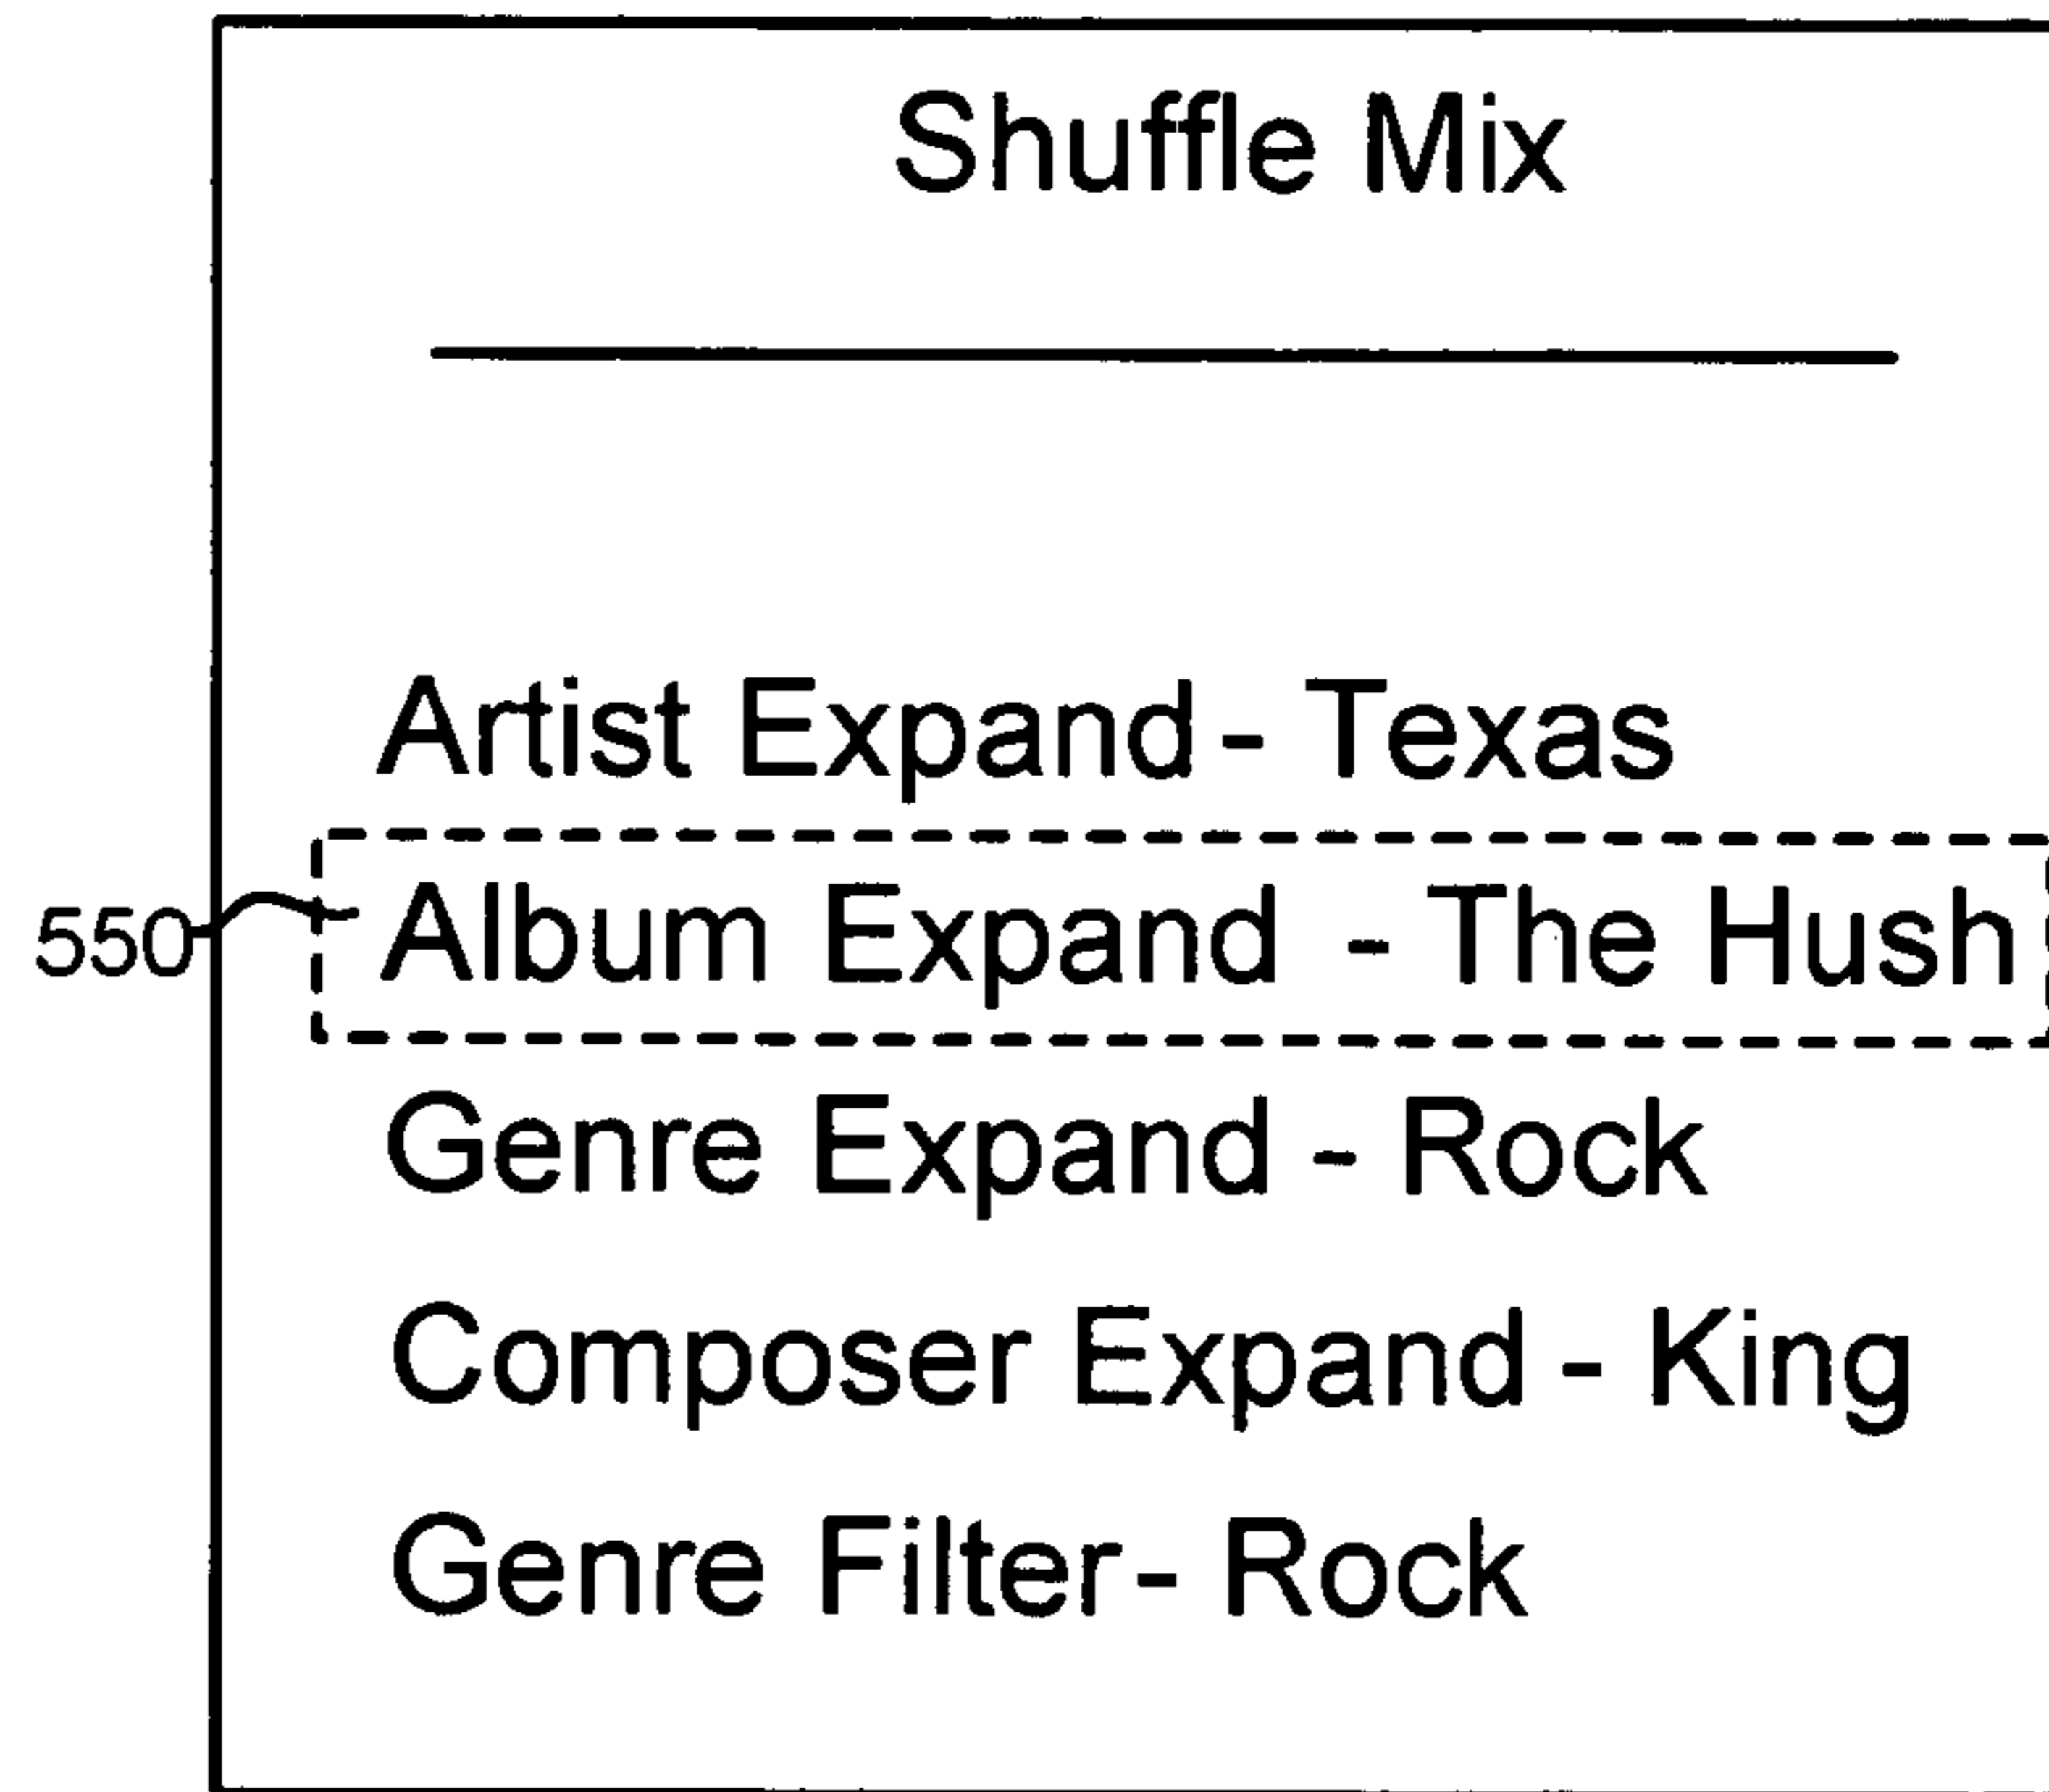 Shuffle Mix
Artist Expand - Texas
550 Album Expand - The Hush
Genre Expand - Rock
Composer Expand - King
Genre Filter - Rock